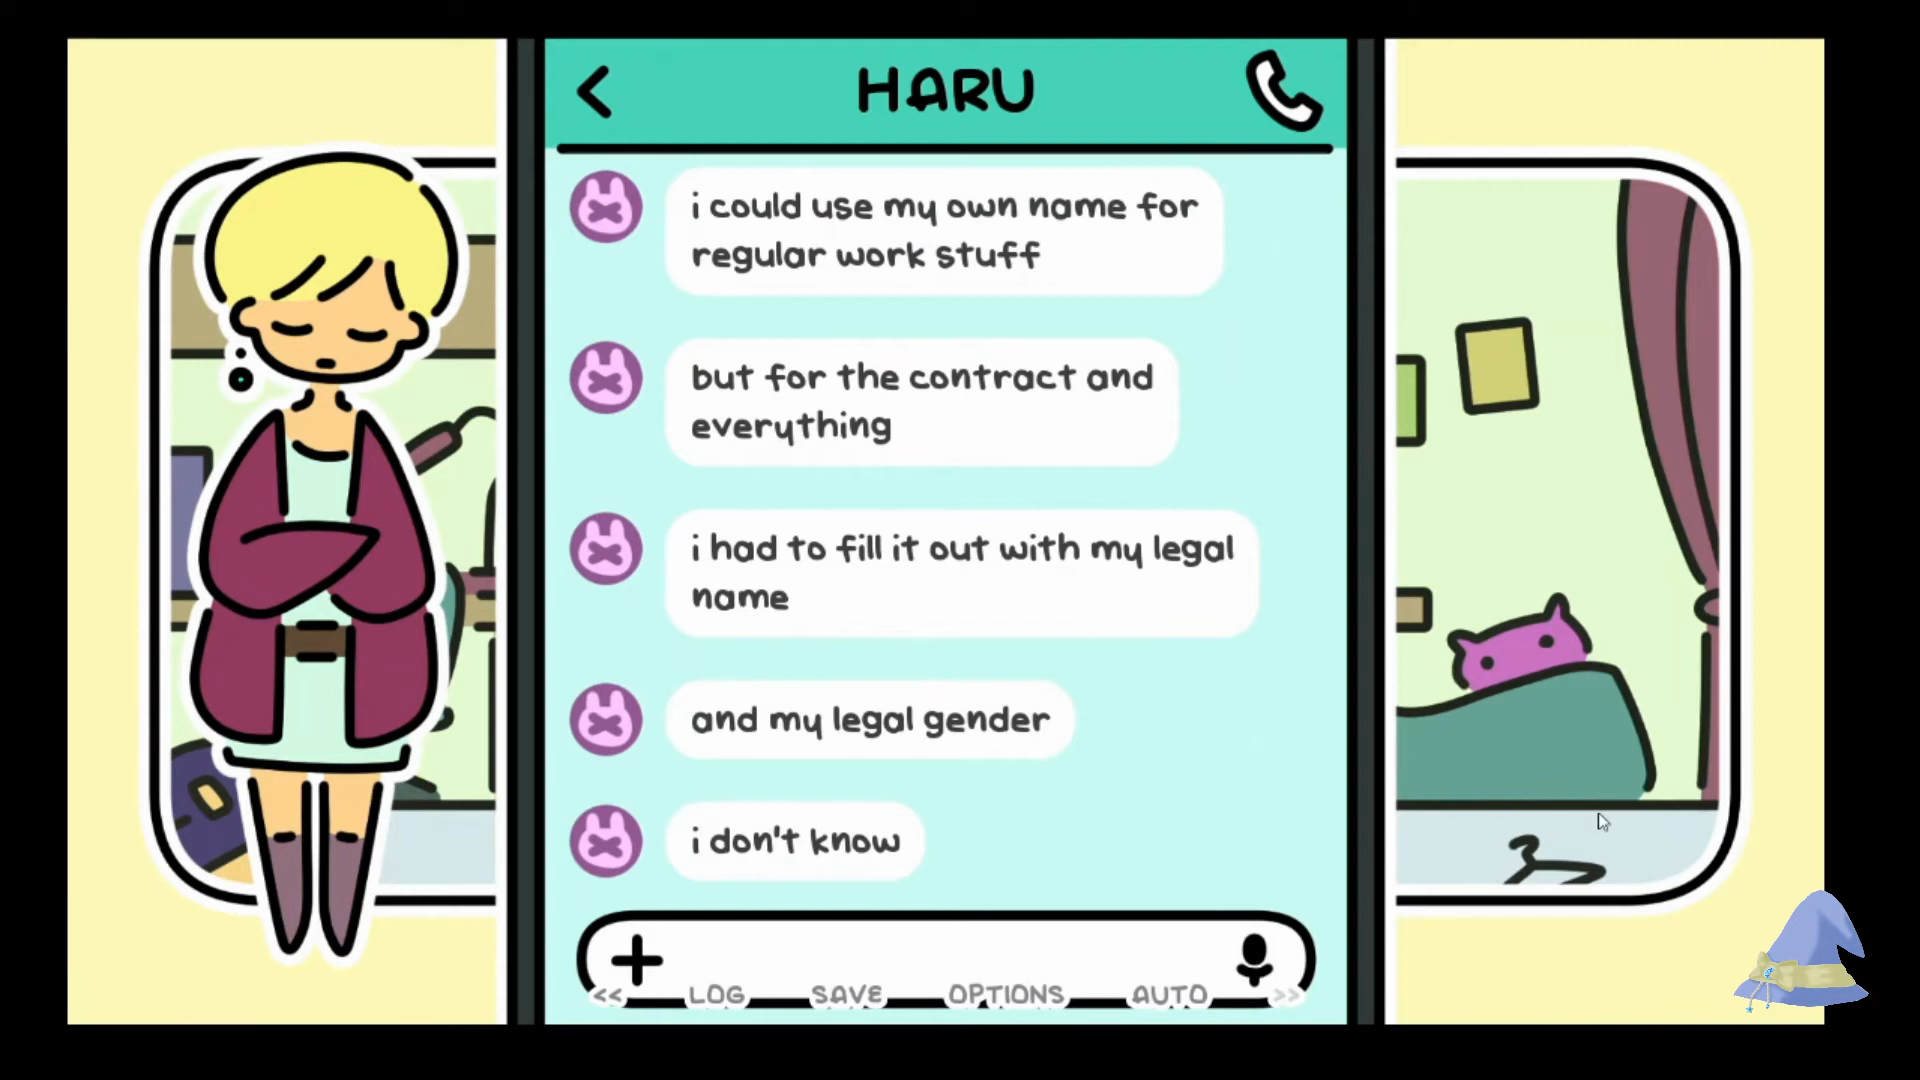 HARU
i could use my own name for
regular work stuff
but for the contract and
everything
i had to fill it out with my legal
name
and my legal gender
i don't know
<< LOG SAVE OPTIONS AUTO >>